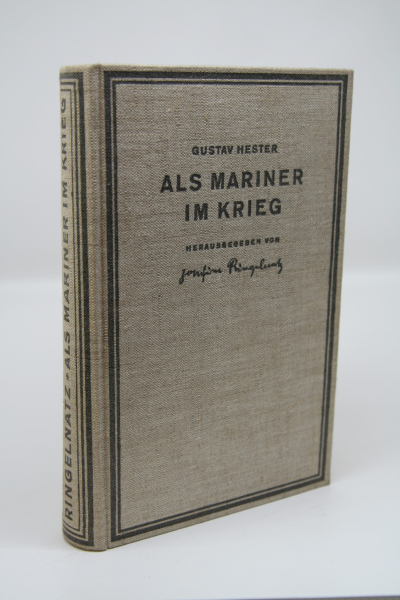 GUSTAV HESTER
ALS MARINER
IM KRIEG
HERAUSGEGEBEN VON
Joachim Ringelnatz
RINGELNATZ · ALS MARINER IM KRIEG